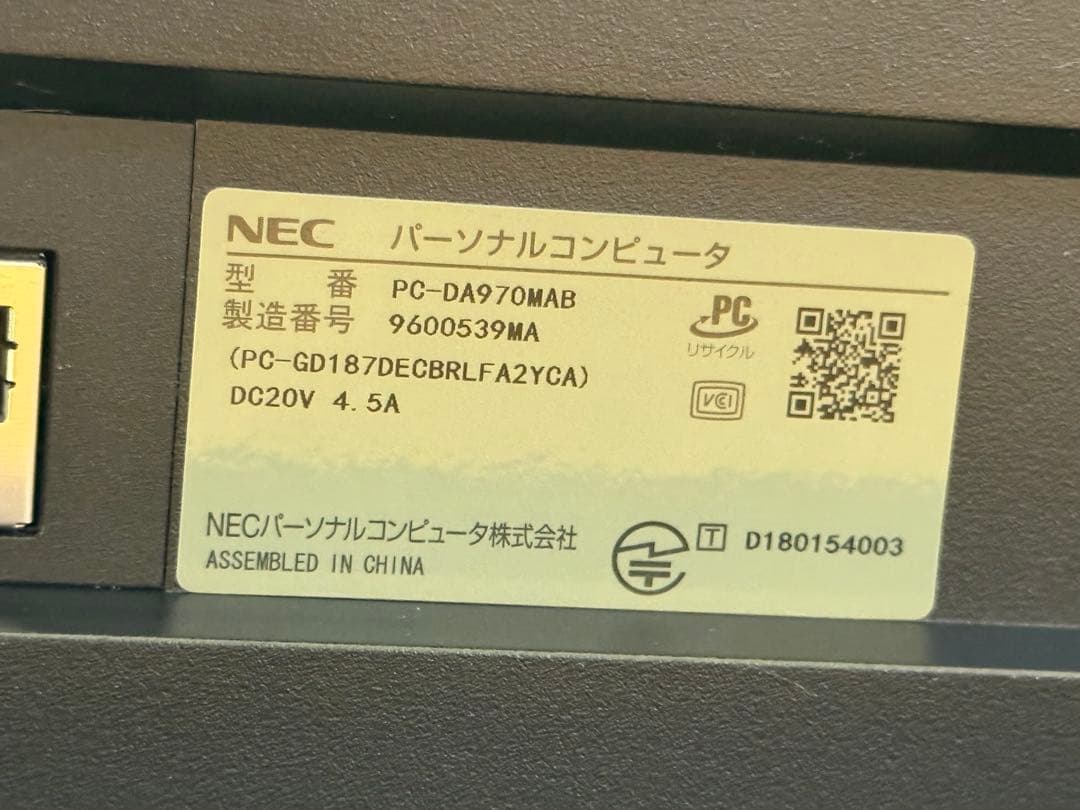 NEC パーソナルコンピュータ
型番 PC-DA970MAB
製造番号 9600539MA
(PC-GD187DECBRLFA2YCA)
DC20V 4.5A
PC
リサイクル
VCI
NECパーソナルコンピュータ株式会社
ASSEMBLED IN CHINA
T D180154003